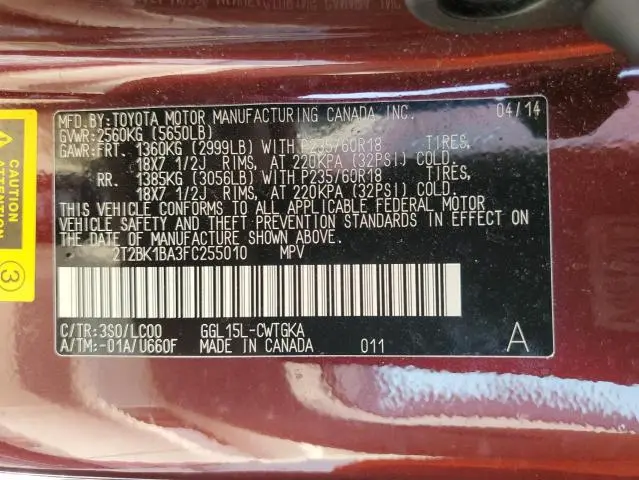 MFD.BY:TOYOTA MOTOR MANUFACTURING CANADA INC. 04/14
GVWR:2560KG (5650LB)
GAWR:FRT. 1360KG (2999LB) WITH P235/60R18 TIRES,
18X7 1/2J RIMS, AT 220KPA (32PSI) COLD.
RR. 1385KG (3056LB) WITH P235/60R18 TIRES,
18X7 1/2J RIMS, AT 220KPA (32PSI) COLD.
THIS VEHICLE CONFORMS TO ALL APPLICABLE FEDERAL MOTOR
VEHICLE SAFETY AND THEFT PREVENTION STANDARDS IN EFFECT ON
THE DATE OF MANUFACTURE SHOWN ABOVE.
2T2BK1BA3FC255010 MPV
C/TR:3S0/LC00 GGL15L-CWTGKA
A/TM:-01A/U660F MADE IN CANADA 011 A
CAUTION
ATTENTION
3